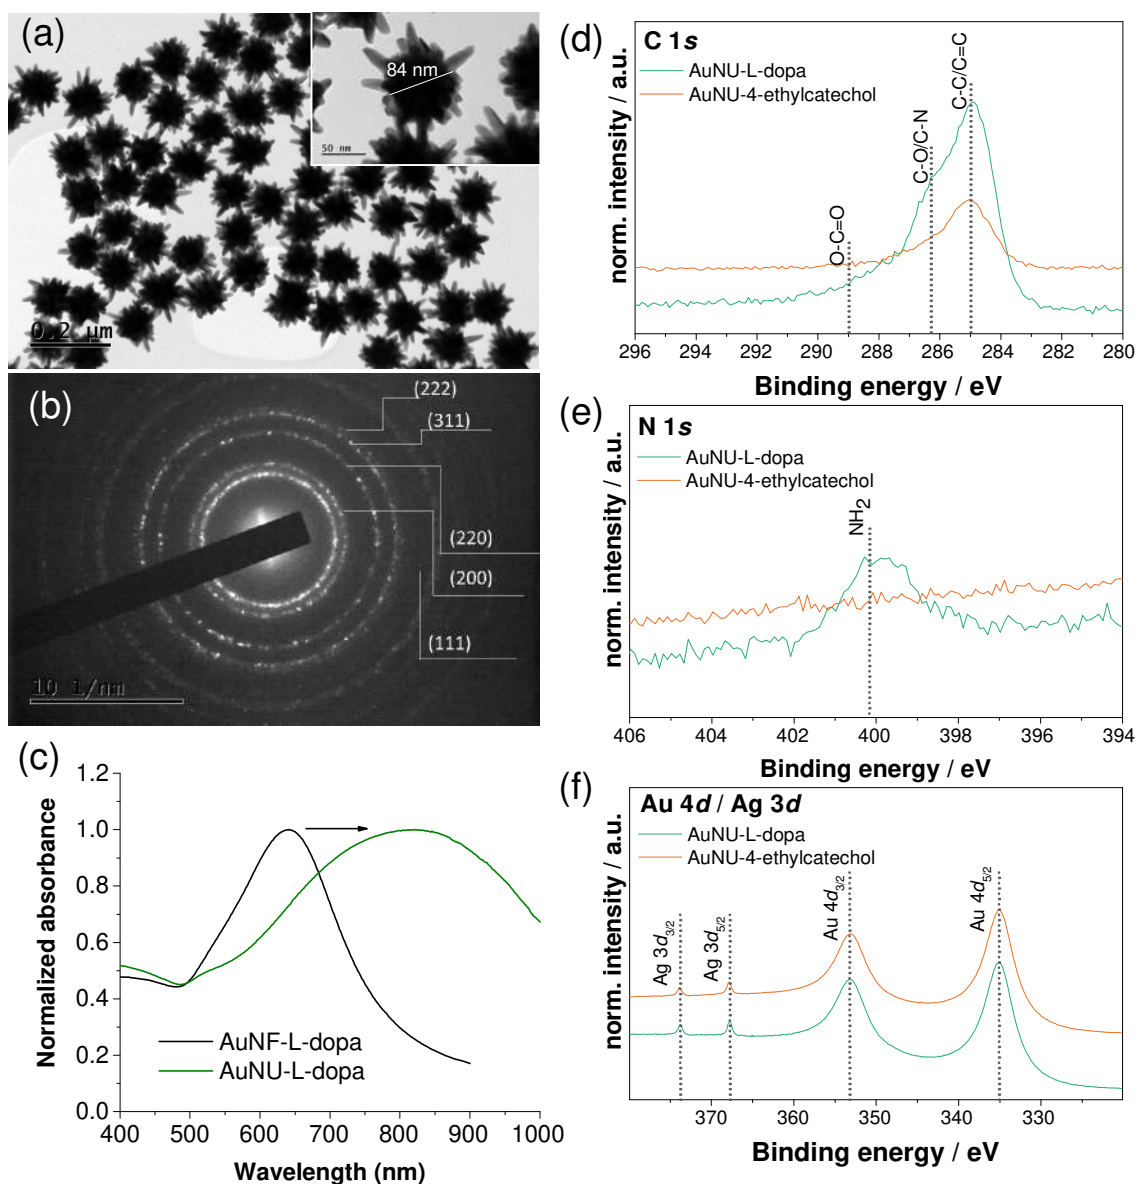 (a)
84 nm
50 nm
0.2 µm
(b)
(222)
(311)
(220)
(200)
(111)
10 1/nm
(c)
Normalized absorbance
1.2
1.0
0.8
0.6
0.4
0.2
0.0
AuNF-L-dopa
AuNU-L-dopa
400 500 600 700 800 900 1000
Wavelength (nm)
(d)
C 1s
AuNU-L-dopa
AuNU-4-ethylcatechol
O-C=O
C-O/C-N
C-C/C=C
norm. intensity / a.u.
296 294 292 290 288 286 284 282 280
Binding energy / eV
(e)
N 1s
AuNU-L-dopa
AuNU-4-ethylcatechol
NH2
norm. intensity / a.u.
406 404 402 400 398 396 394
Binding energy / eV
(f)
Au 4d / Ag 3d
AuNU-L-dopa
AuNU-4-ethylcatechol
Ag 3d3/2
Ag 3d5/2
Au 4d3/2
Au 4d5/2
norm. intensity / a.u.
370 360 350 340 330
Binding energy / eV